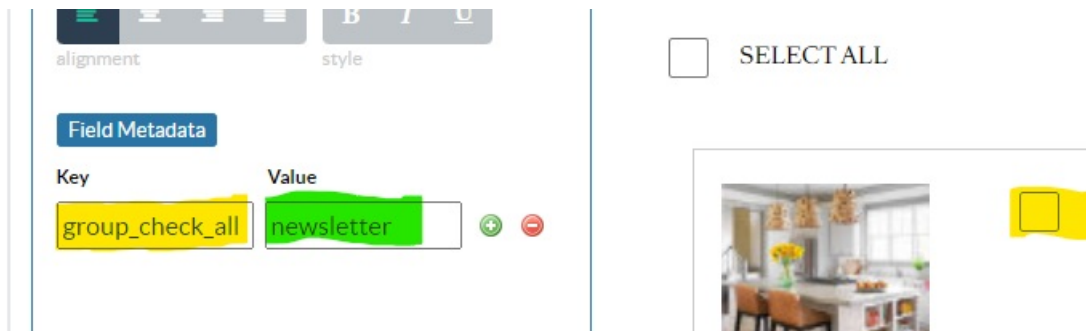 B I U
alignment style
SELECT ALL
Field Metadata
Key Value
group_check_all newsletter